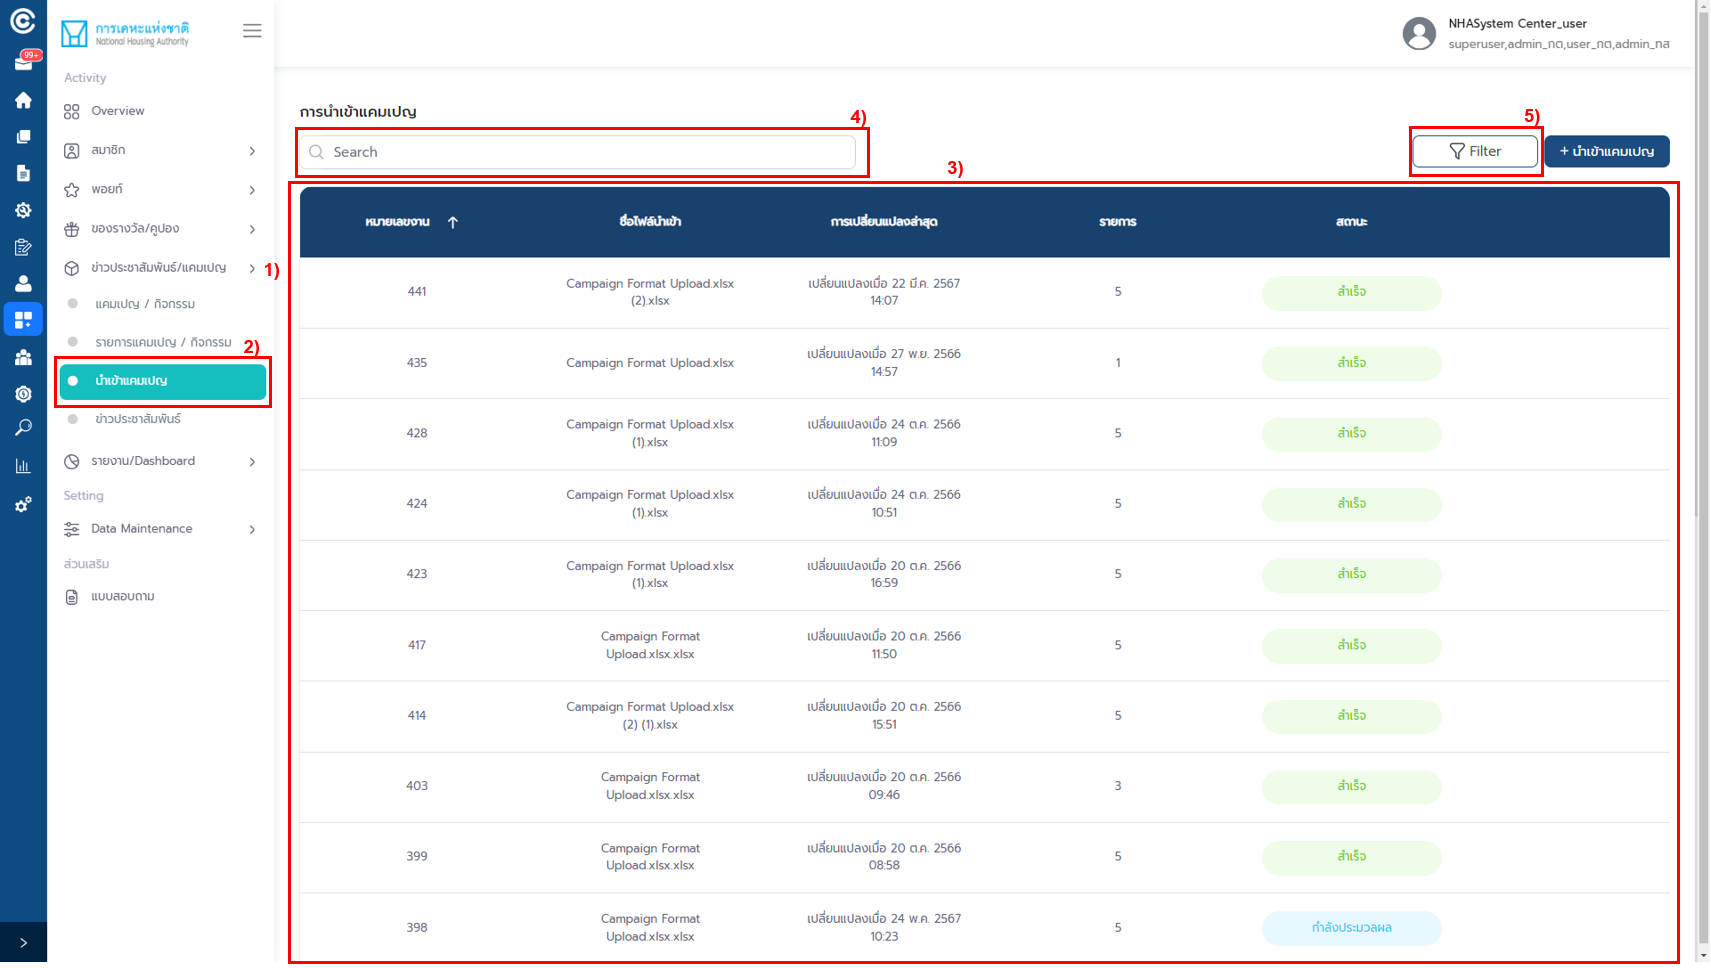 99+
การเคหะแห่งชาติ
National Housing Authority
NHASystem Center_user
superuser,admin_กต,user_กต,admin_กส
Activity
Overview
สมาชิก
พอยท์
ของรางวัล/คูปอง
ข่าวประชาสัมพันธ์/แคมเปญ
1)
แคมเปญ / กิจกรรม
รายการแคมเปญ / กิจกรรม
2)
นำเข้าแคมเปญ
ข่าวประชาสัมพันธ์
รายงาน/Dashboard
Setting
Data Maintenance
ส่วนเสริม
แบบสอบถาม
การนำเข้าแคมเปญ
4)
5)
Search
Filter
+ นำเข้าแคมเปญ
3)
หมายเลขงาน ชื่อไฟล์นำเข้า การเปลี่ยนแปลงล่าสุด รายการ สถานะ
441 Campaign Format Upload.xlsx เปลี่ยนแปลงเมื่อ 22 มี.ค. 2567 5 สำเร็จ
(2).xlsx 14:07
435 Campaign Format Upload.xlsx เปลี่ยนแปลงเมื่อ 27 พ.ย. 2566 1 สำเร็จ
14:57
428 Campaign Format Upload.xlsx เปลี่ยนแปลงเมื่อ 24 ต.ค. 2566 5 สำเร็จ
(1).xlsx 11:09
424 Campaign Format Upload.xlsx เปลี่ยนแปลงเมื่อ 24 ต.ค. 2566 5 สำเร็จ
(1).xlsx 10:51
423 Campaign Format Upload.xlsx เปลี่ยนแปลงเมื่อ 20 ต.ค. 2566 5 สำเร็จ
(1).xlsx 16:59
417 Campaign Format เปลี่ยนแปลงเมื่อ 20 ต.ค. 2566 5 สำเร็จ
Upload.xlsx.xlsx 11:50
414 Campaign Format Upload.xlsx เปลี่ยนแปลงเมื่อ 20 ต.ค. 2566 5 สำเร็จ
(2) (1).xlsx 15:51
403 Campaign Format เปลี่ยนแปลงเมื่อ 20 ต.ค. 2566 3 สำเร็จ
Upload.xlsx.xlsx 09:46
399 Campaign Format เปลี่ยนแปลงเมื่อ 20 ต.ค. 2566 5 สำเร็จ
Upload.xlsx.xlsx 08:58
398 Campaign Format เปลี่ยนแปลงเมื่อ 24 พ.ค. 2567 5 กำลังประมวลผล
Upload.xlsx.xlsx 10:23